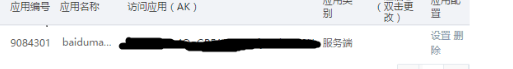 应用编号 应用名称 访问应用（AK） 应用类别 （双击更改） 应用配置
9084301 baiduma... 服务端 设置 删除